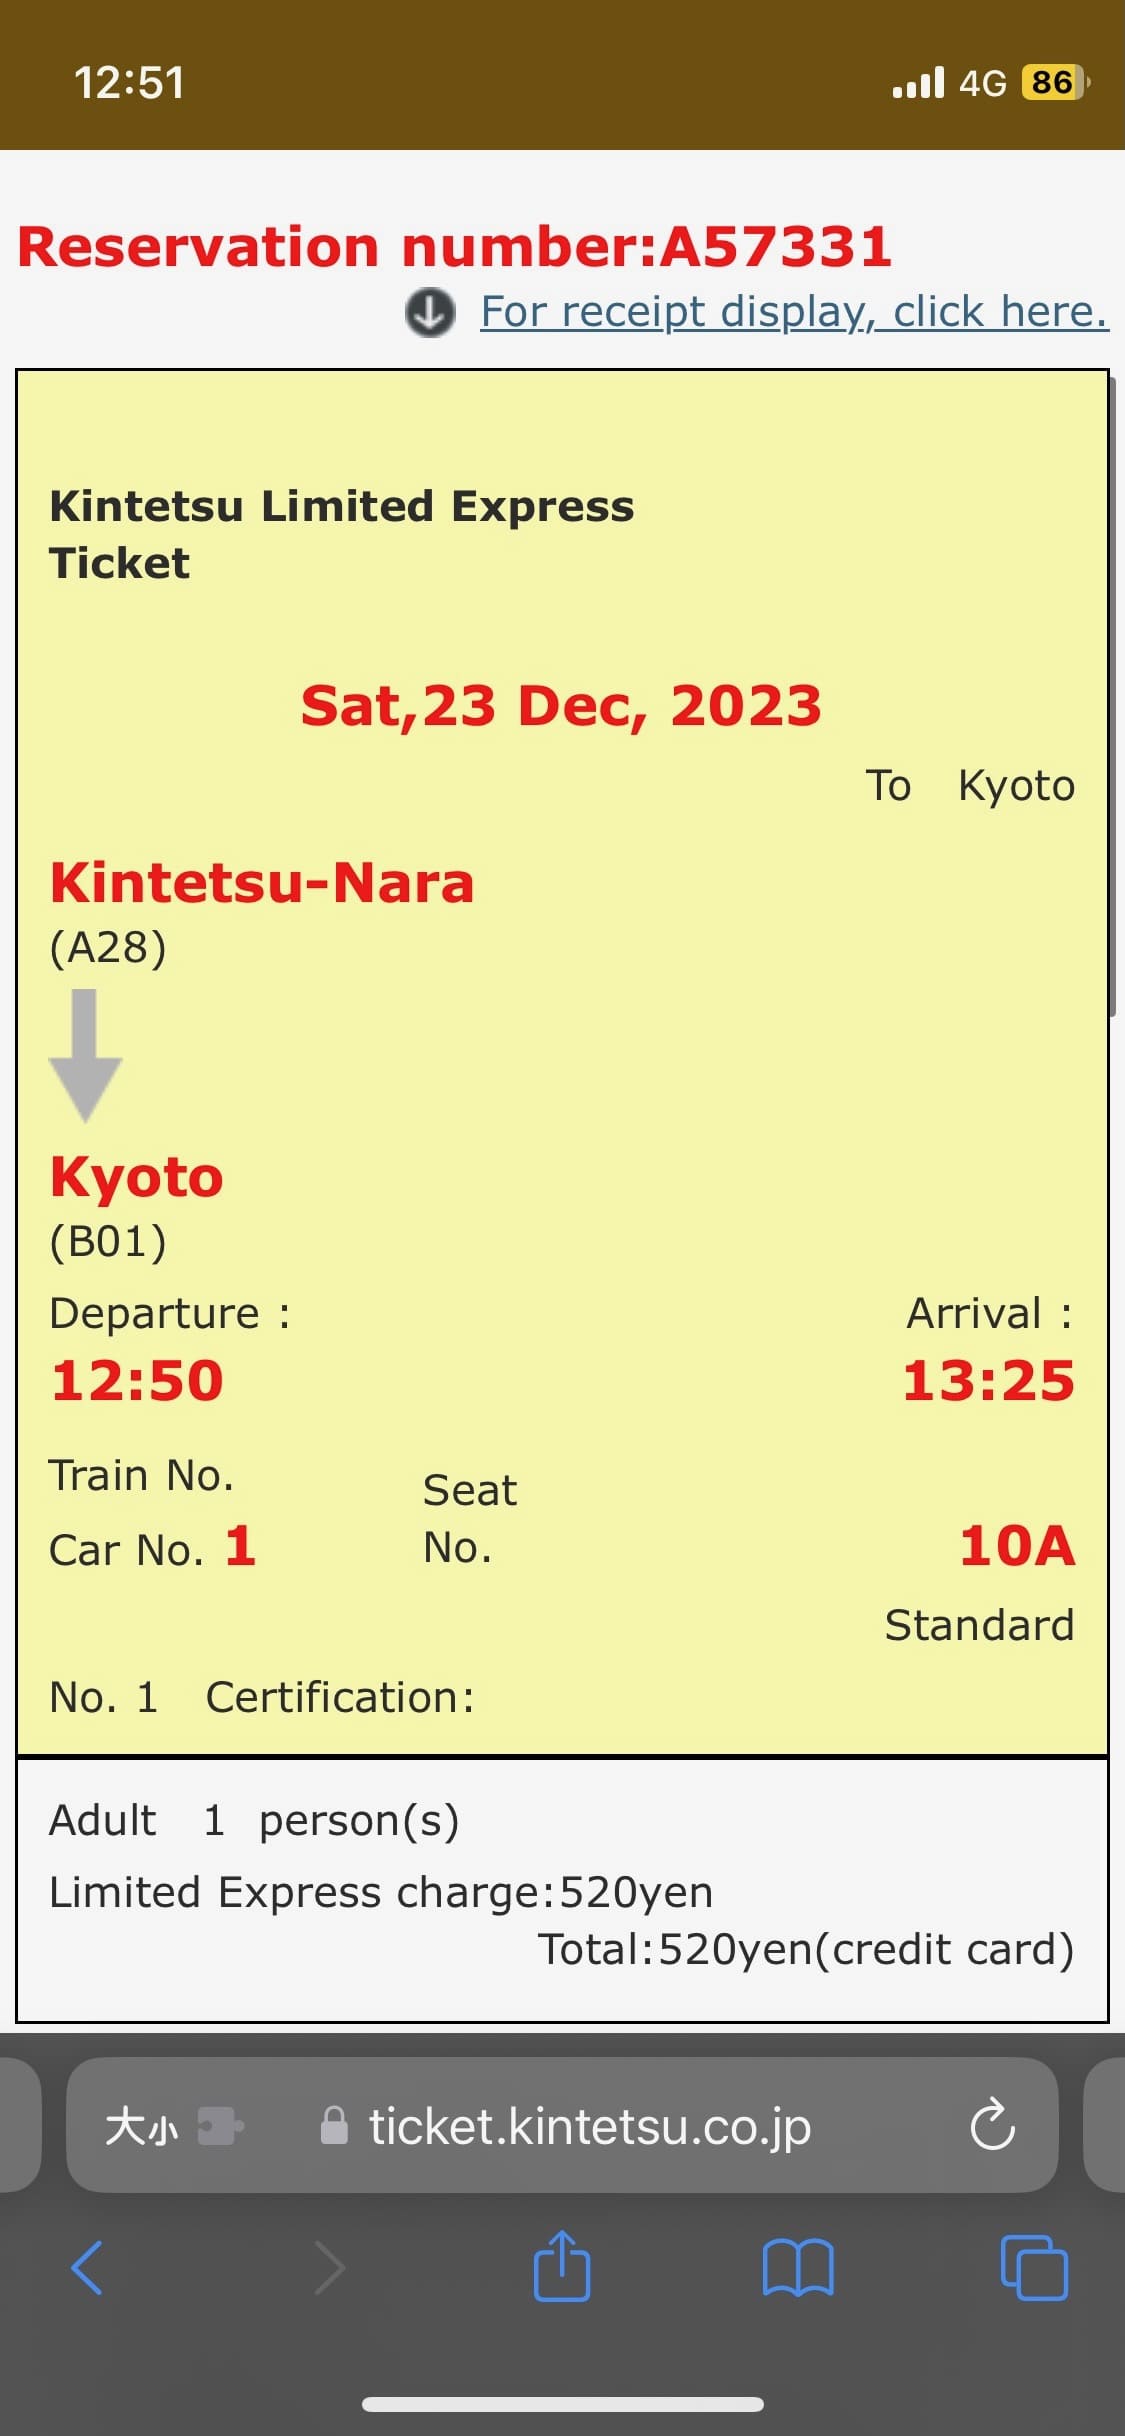 12:51 4G 86
Reservation number:A57331
For receipt display, click here.
Kintetsu Limited Express
Ticket
Sat,23 Dec, 2023
To Kyoto
Kintetsu-Nara
(A28)
Kyoto
(B01)
Departure : Arrival :
12:50 13:25
Train No.
Car No. 1
Seat
No.
10A
Standard
No. 1 Certification:
Adult 1 person(s)
Limited Express charge:520yen
Total:520yen(credit card)
大小 ticket.kintetsu.co.jp